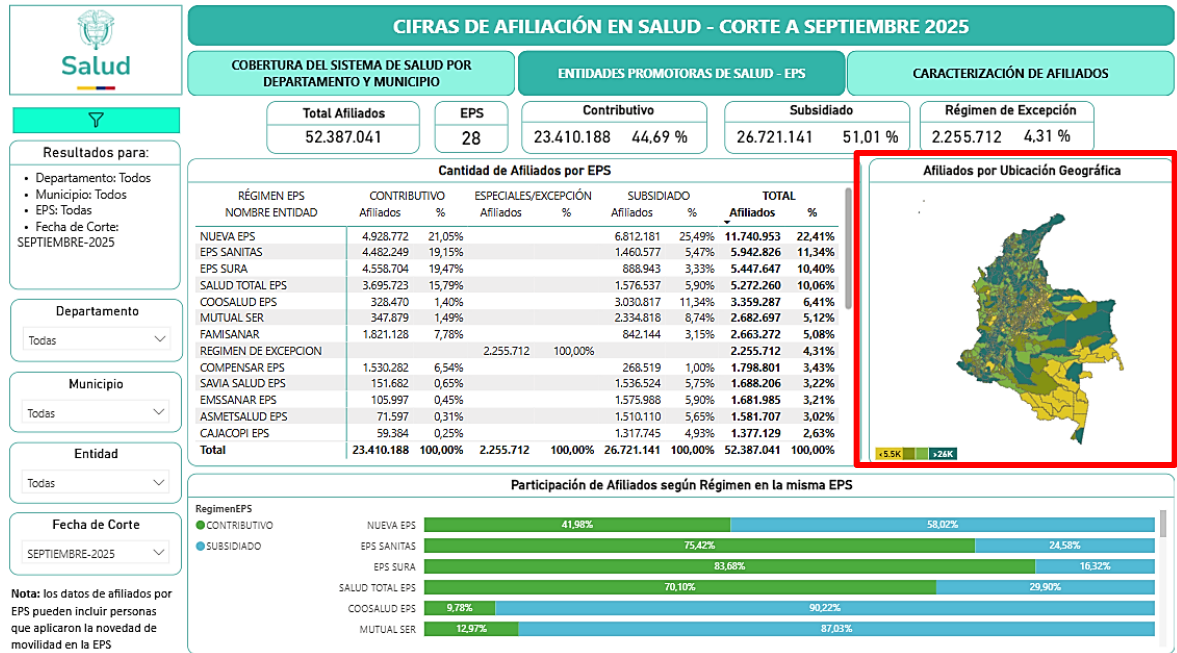 Salud
CIFRAS DE AFILIACIÓN EN SALUD - CORTE A SEPTIEMBRE 2025
COBERTURA DEL SISTEMA DE SALUD POR
DEPARTAMENTO Y MUNICIPIO
ENTIDADES PROMOTORAS DE SALUD - EPS
CARACTERIZACIÓN DE AFILIADOS
Total Afiliados
52.387.041
EPS
28
Contributivo
23.410.188 44,69 %
Subsidiado
26.721.141 51,01 %
Régimen de Excepción
2.255.712 4,31 %
Resultados para:
• Departamento: Todos
• Municipio: Todos
• EPS: Todas
• Fecha de Corte:
SEPTIEMBRE-2025
Departamento
Todas
Municipio
Todas
Entidad
Todas
Fecha de Corte
SEPTIEMBRE-2025
Nota: los datos de afiliados por
EPS pueden incluir personas
que aplicaron la novedad de
movilidad en la EPS
Cantidad de Afiliados por EPS
RÉGIMEN EPS CONTRIBUTIVO ESPECIALES/EXCEPCIÓN SUBSIDIADO TOTAL
NOMBRE ENTIDAD Afiliados % Afiliados % Afiliados % Afiliados %
NUEVA EPS 4.928.772 21,05% 6.812.181 25,49% 11.740.953 22,41%
EPS SANITAS 4.482.249 19,15% 1.460.577 5,47% 5.942.826 11,34%
EPS SURA 4.558.704 19,47% 888.943 3,33% 5.447.647 10,40%
SALUD TOTAL EPS 3.695.723 15,79% 1.576.537 5,90% 5.272.260 10,06%
COOSALUD EPS 328.470 1,40% 3.030.817 11,34% 3.359.287 6,41%
MUTUAL SER 347.879 1,49% 2.334.818 8,74% 2.682.697 5,12%
FAMISANAR 1.821.128 7,78% 842.144 3,15% 2.663.272 5,08%
REGIMEN DE EXCEPCION 2.255.712 100,00% 2.255.712 4,31%
COMPENSAR EPS 1.530.282 6,54% 268.519 1,00% 1.798.801 3,43%
SAVIA SALUD EPS 151.682 0,65% 1.536.524 5,75% 1.688.206 3,22%
EMSSANAR EPS 105.997 0,45% 1.575.988 5,90% 1.681.985 3,21%
ASMETSALUD EPS 71.597 0,31% 1.510.110 5,65% 1.581.707 3,02%
CAJACOPI EPS 59.384 0,25% 1.317.745 4,93% 1.377.129 2,63%
Total 23.410.188 100,00% 2.255.712 100,00% 26.721.141 100,00% 52.387.041 100,00%
Afiliados por Ubicación Geográfica
<5.5K >26K
Participación de Afiliados según Régimen en la misma EPS
RegimenEPS
CONTRIBUTIVO
SUBSIDIADO
NUEVA EPS 41,98% 58,02%
EPS SANITAS 75,42% 24,58%
EPS SURA 83,68% 16,32%
SALUD TOTAL EPS 70,10% 29,90%
COOSALUD EPS 9,78% 90,22%
MUTUAL SER 12,97% 87,03%